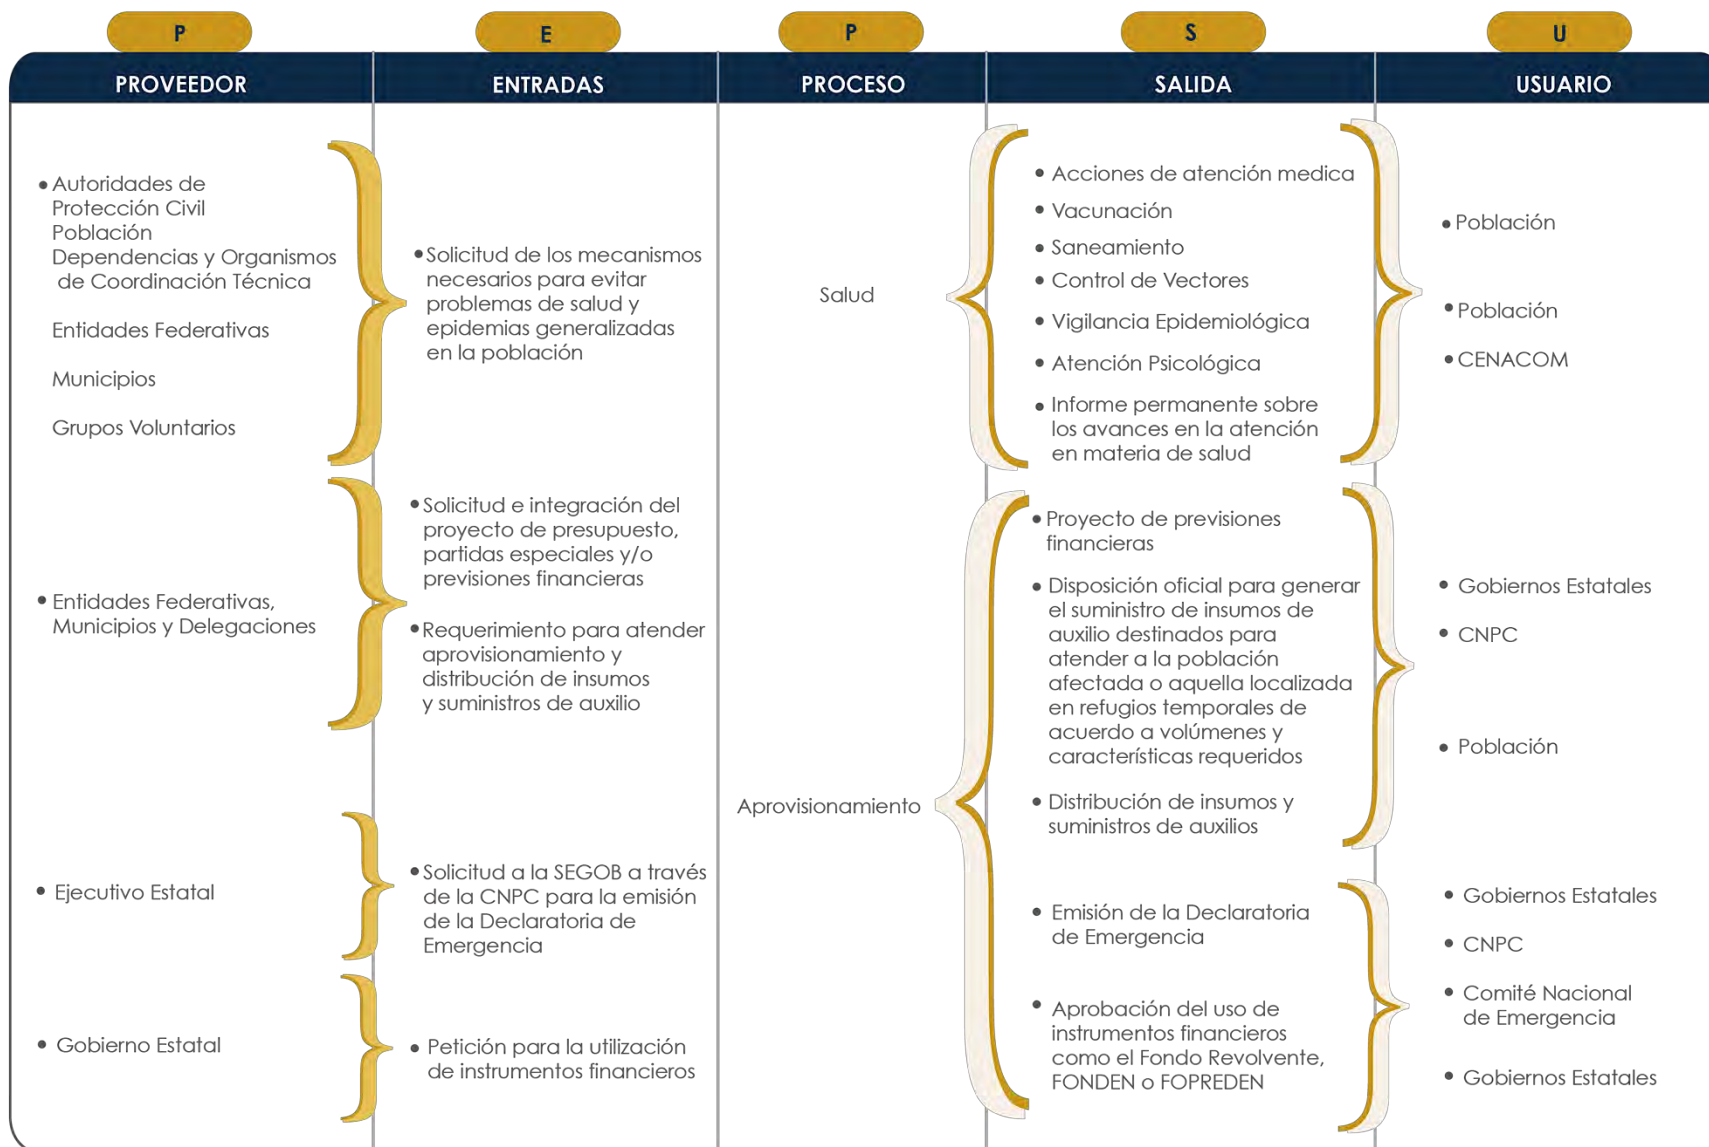 P
E
P
S
U
PROVEEDOR
ENTRADAS
PROCESO
SALIDA
USUARIO
• Autoridades de
Protección Civil
Población
Dependencias y Organismos
de Coordinación Técnica
Entidades Federativas
Municipios
Grupos Voluntarios
• Solicitud de los mecanismos
necesarios para evitar
problemas de salud y
epidemias generalizadas
en la población
Salud
• Acciones de atención medica
• Vacunación
• Saneamiento
• Control de Vectores
• Vigilancia Epidemiológica
• Atención Psicológica
• Informe permanente sobre
los avances en la atención
en materia de salud
• Población
• Población
• CENACOM
• Entidades Federativas,
Municipios y Delegaciones
• Solicitud e integración del
proyecto de presupuesto,
partidas especiales y/o
previsiones financieras
• Requerimiento para atender
aprovisionamiento y
distribución de insumos
y suministros de auxilio
Aprovisionamiento
• Proyecto de previsiones
financieras
• Disposición oficial para generar
el suministro de insumos de
auxilio destinados para
atender a la población
afectada o aquella localizada
en refugios temporales de
acuerdo a volúmenes y
características requeridos
• Distribución de insumos y
suministros de auxilios
• Gobiernos Estatales
• CNPC
• Población
• Ejecutivo Estatal
• Solicitud a la SEGOB a través
de la CNPC para la emisión
de la Declaratoria de
Emergencia
• Emisión de la Declaratoria
de Emergencia
• Gobiernos Estatales
• CNPC
• Comité Nacional
de Emergencia
• Gobierno Estatal
• Petición para la utilización
de instrumentos financieros
• Aprobación del uso de
instrumentos financieros
como el Fondo Revolvente,
FONDEN o FOPREDEN
• Gobiernos Estatales